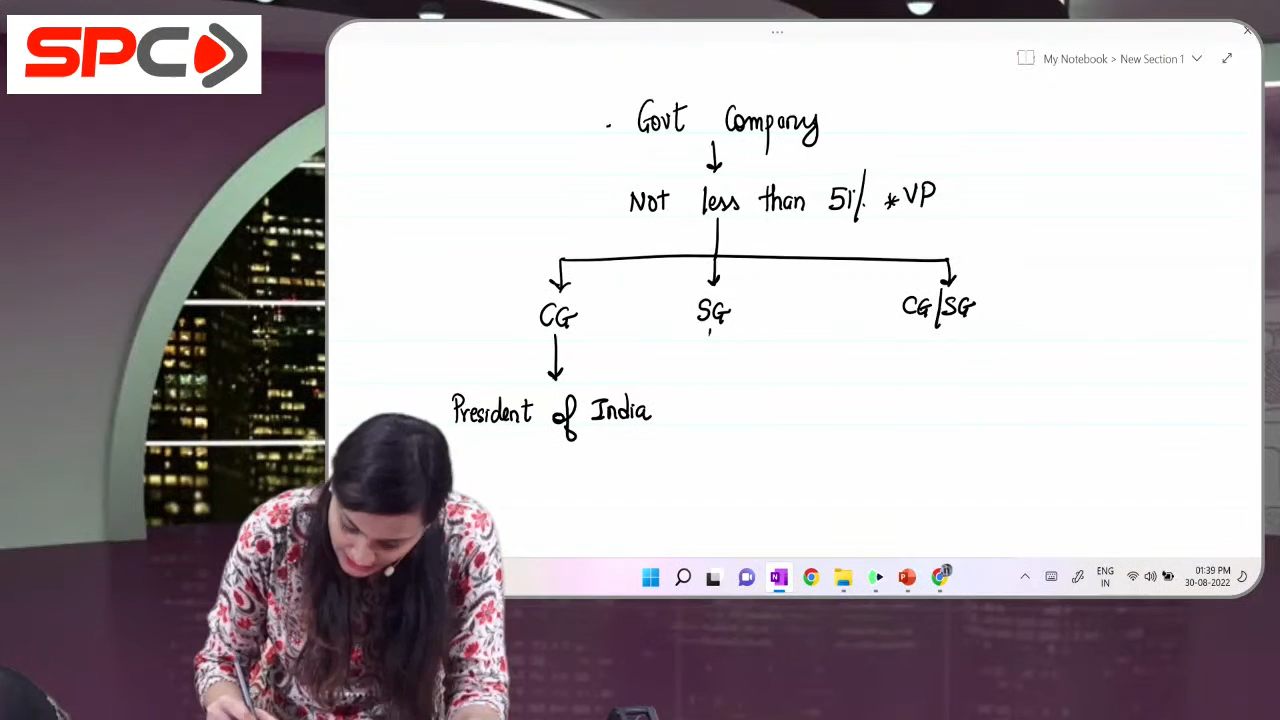 SPC
My Notebook > New Section 1
. Govt Company
Not less than 51% *VP
CG SG CG/SG
President of India
11
ENG
IN
01:39 PM
30-08-2022